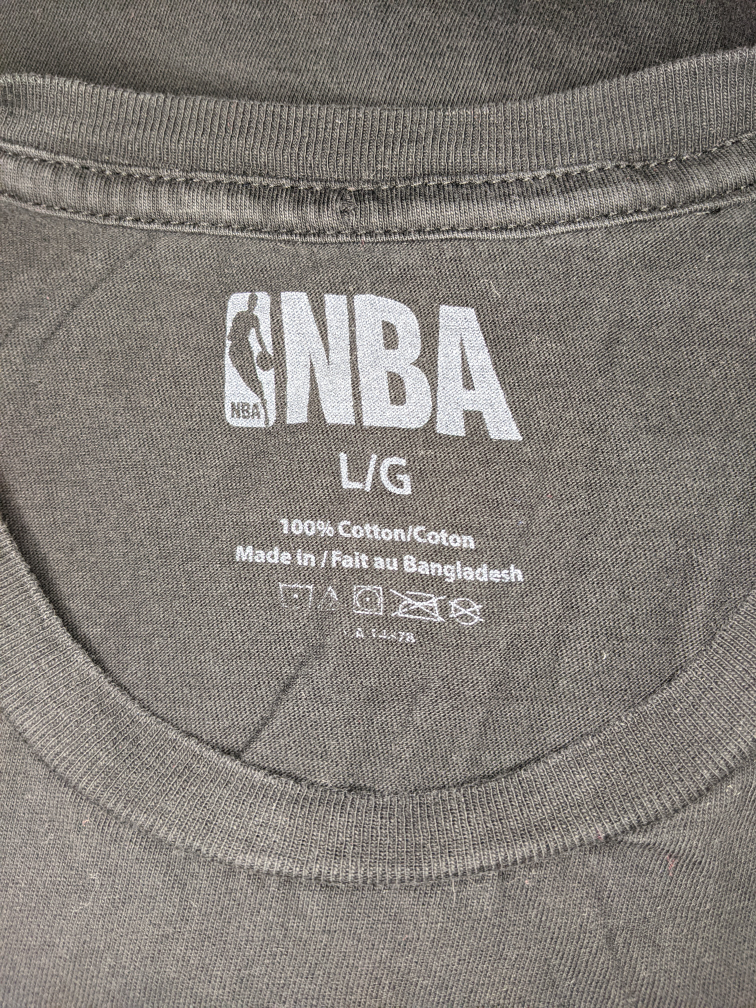 NBA
NBA
L/G
100% Cotton/Coton
Made in / Fait au Bangladesh